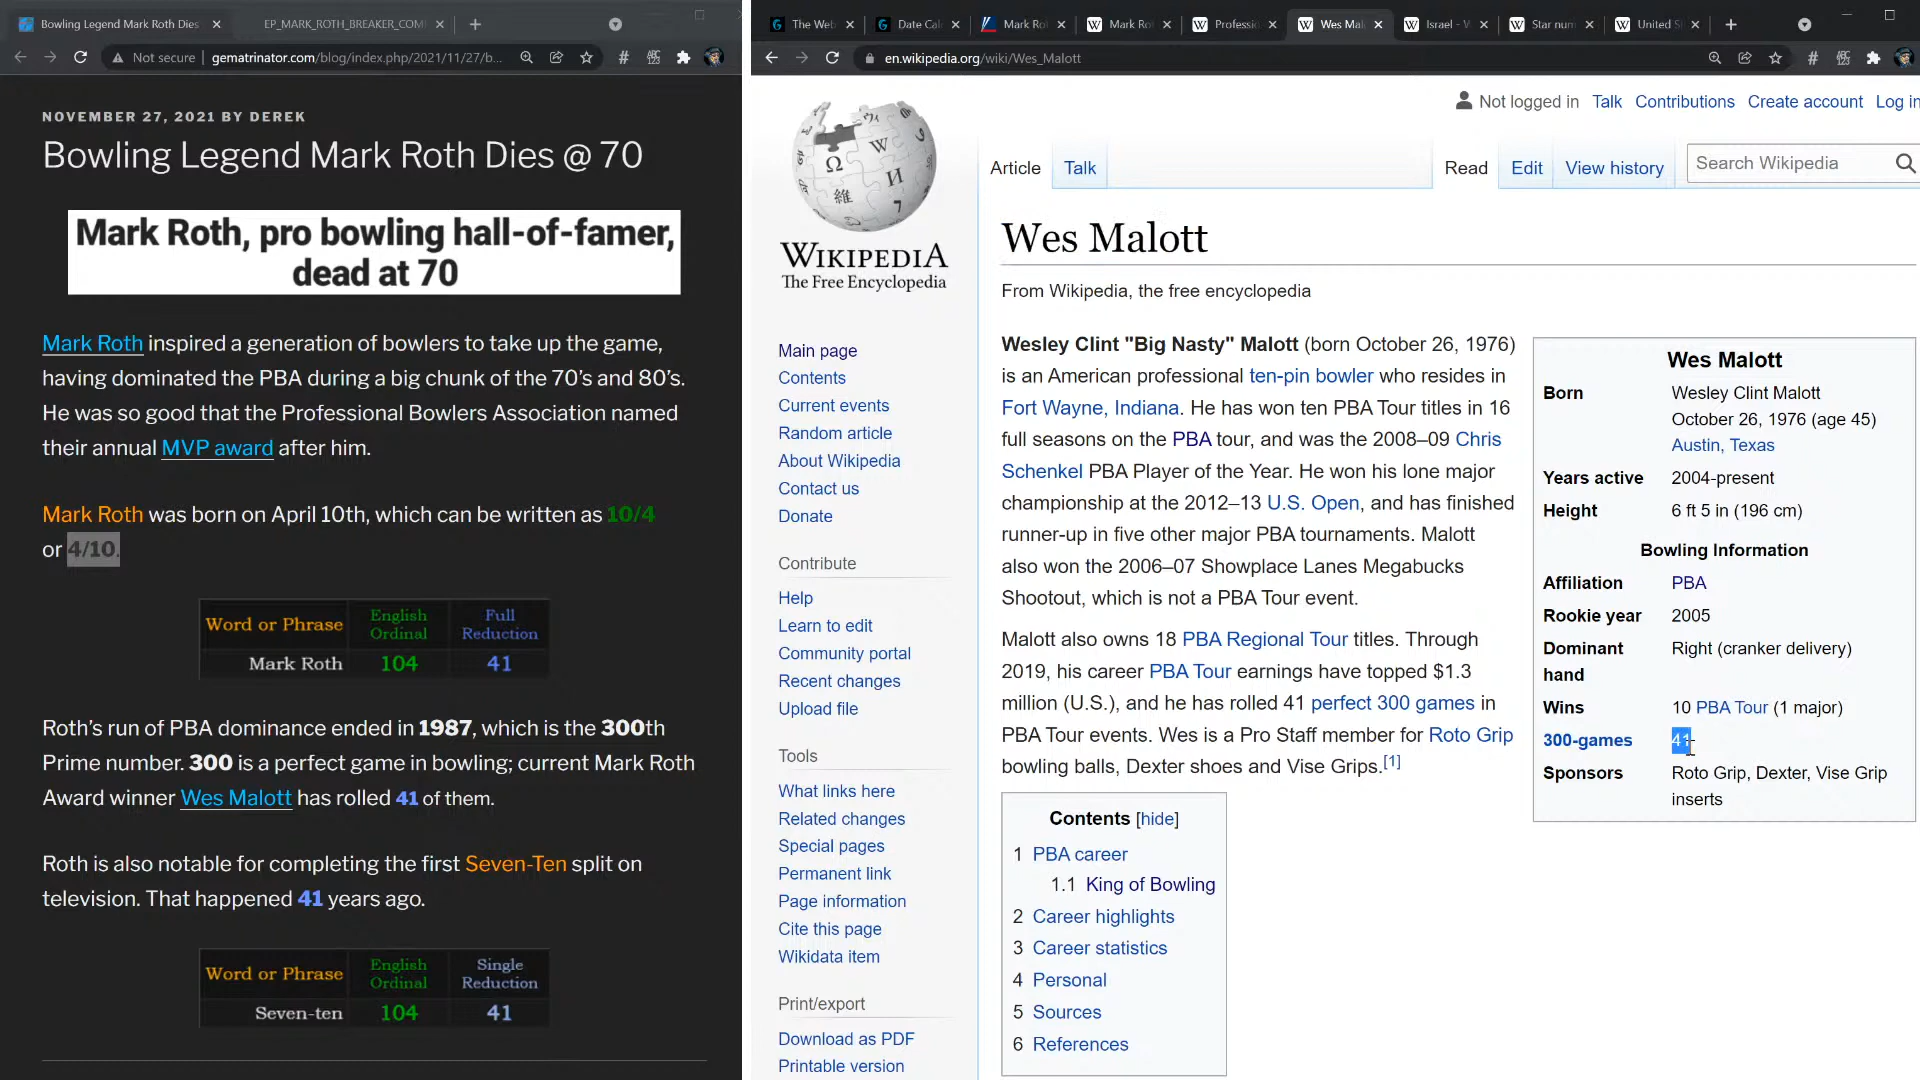 Bowling Legend Mark Roth Dies
EP_MARK_ROTH_BREAKER_COM
Not secure
gematrinator.com/blog/index.php/2021/11/27/b...
NOVEMBER 27, 2021 BY DEREK
Bowling Legend Mark Roth Dies @ 70
Mark Roth, pro bowling hall-of-famer,
dead at 70
Mark Roth inspired a generation of bowlers to take up the game,
having dominated the PBA during a big chunk of the 70's and 80's.
He was so good that the Professional Bowlers Association named
their annual MVP award after him.
Mark Roth was born on April 10th, which can be written as 10/4
or 4/10.
Word or Phrase English Ordinal Full Reduction
Mark Roth 104 41
Roth's run of PBA dominance ended in 1987, which is the 300th
Prime number. 300 is a perfect game in bowling; current Mark Roth
Award winner Wes Malott has rolled 41 of them.
Roth is also notable for completing the first Seven-Ten split on
television. That happened 41 years ago.
Word or Phrase English Ordinal Single Reduction
Seven-ten 104 41
The Web
Date Cal
Mark Ro
Mark Ro
Professi
Wes Mal
Israel - W
Star num
United S
en.wikipedia.org/wiki/Wes_Malott
WIKIPEDIA
The Free Encyclopedia
Main page
Contents
Current events
Random article
About Wikipedia
Contact us
Donate
Contribute
Help
Learn to edit
Community portal
Recent changes
Upload file
Tools
What links here
Related changes
Special pages
Permanent link
Page information
Cite this page
Wikidata item
Print/export
Download as PDF
Printable version
Not logged in Talk Contributions Create account Log in
Article Talk
Read Edit View history
Search Wikipedia
Wes Malott
From Wikipedia, the free encyclopedia
Wesley Clint "Big Nasty" Malott (born October 26, 1976)
is an American professional ten-pin bowler who resides in
Fort Wayne, Indiana. He has won ten PBA Tour titles in 16
full seasons on the PBA tour, and was the 2008–09 Chris
Schenkel PBA Player of the Year. He won his lone major
championship at the 2012–13 U.S. Open, and has finished
runner-up in five other major PBA tournaments. Malott
also won the 2006–07 Showplace Lanes Megabucks
Shootout, which is not a PBA Tour event.
Malott also owns 18 PBA Regional Tour titles. Through
2019, his career PBA Tour earnings have topped $1.3
million (U.S.), and he has rolled 41 perfect 300 games in
PBA Tour events. Wes is a Pro Staff member for Roto Grip
bowling balls, Dexter shoes and Vise Grips.[1]
Contents [hide]
1 PBA career
1.1 King of Bowling
2 Career highlights
3 Career statistics
4 Personal
5 Sources
6 References
Wes Malott
Born Wesley Clint Malott
October 26, 1976 (age 45)
Austin, Texas
Years active 2004-present
Height 6 ft 5 in (196 cm)
Bowling Information
Affiliation PBA
Rookie year 2005
Dominant hand Right (cranker delivery)
Wins 10 PBA Tour (1 major)
300-games 41
Sponsors Roto Grip, Dexter, Vise Grip
inserts